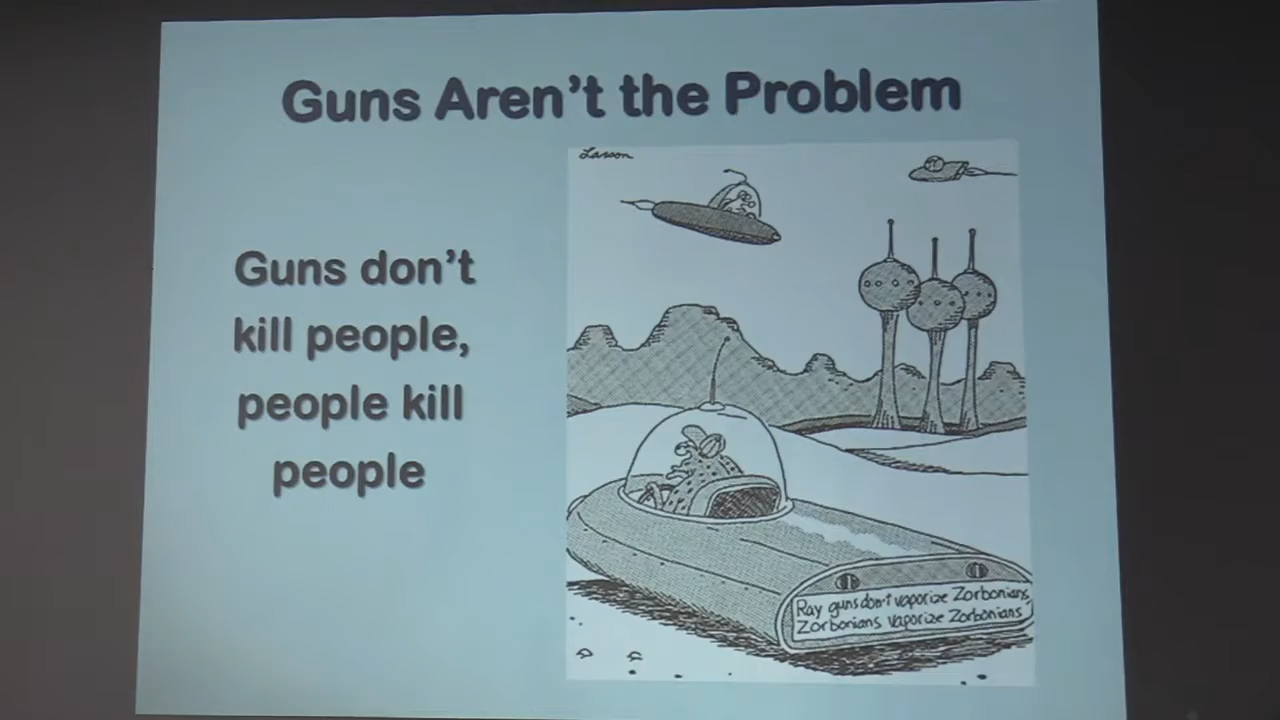 Guns Aren't the Problem
Larson
Guns don't
kill people,
people kill
people
Ray guns don't vaporize Zorbonians,
Zorbonians vaporize Zorbonians